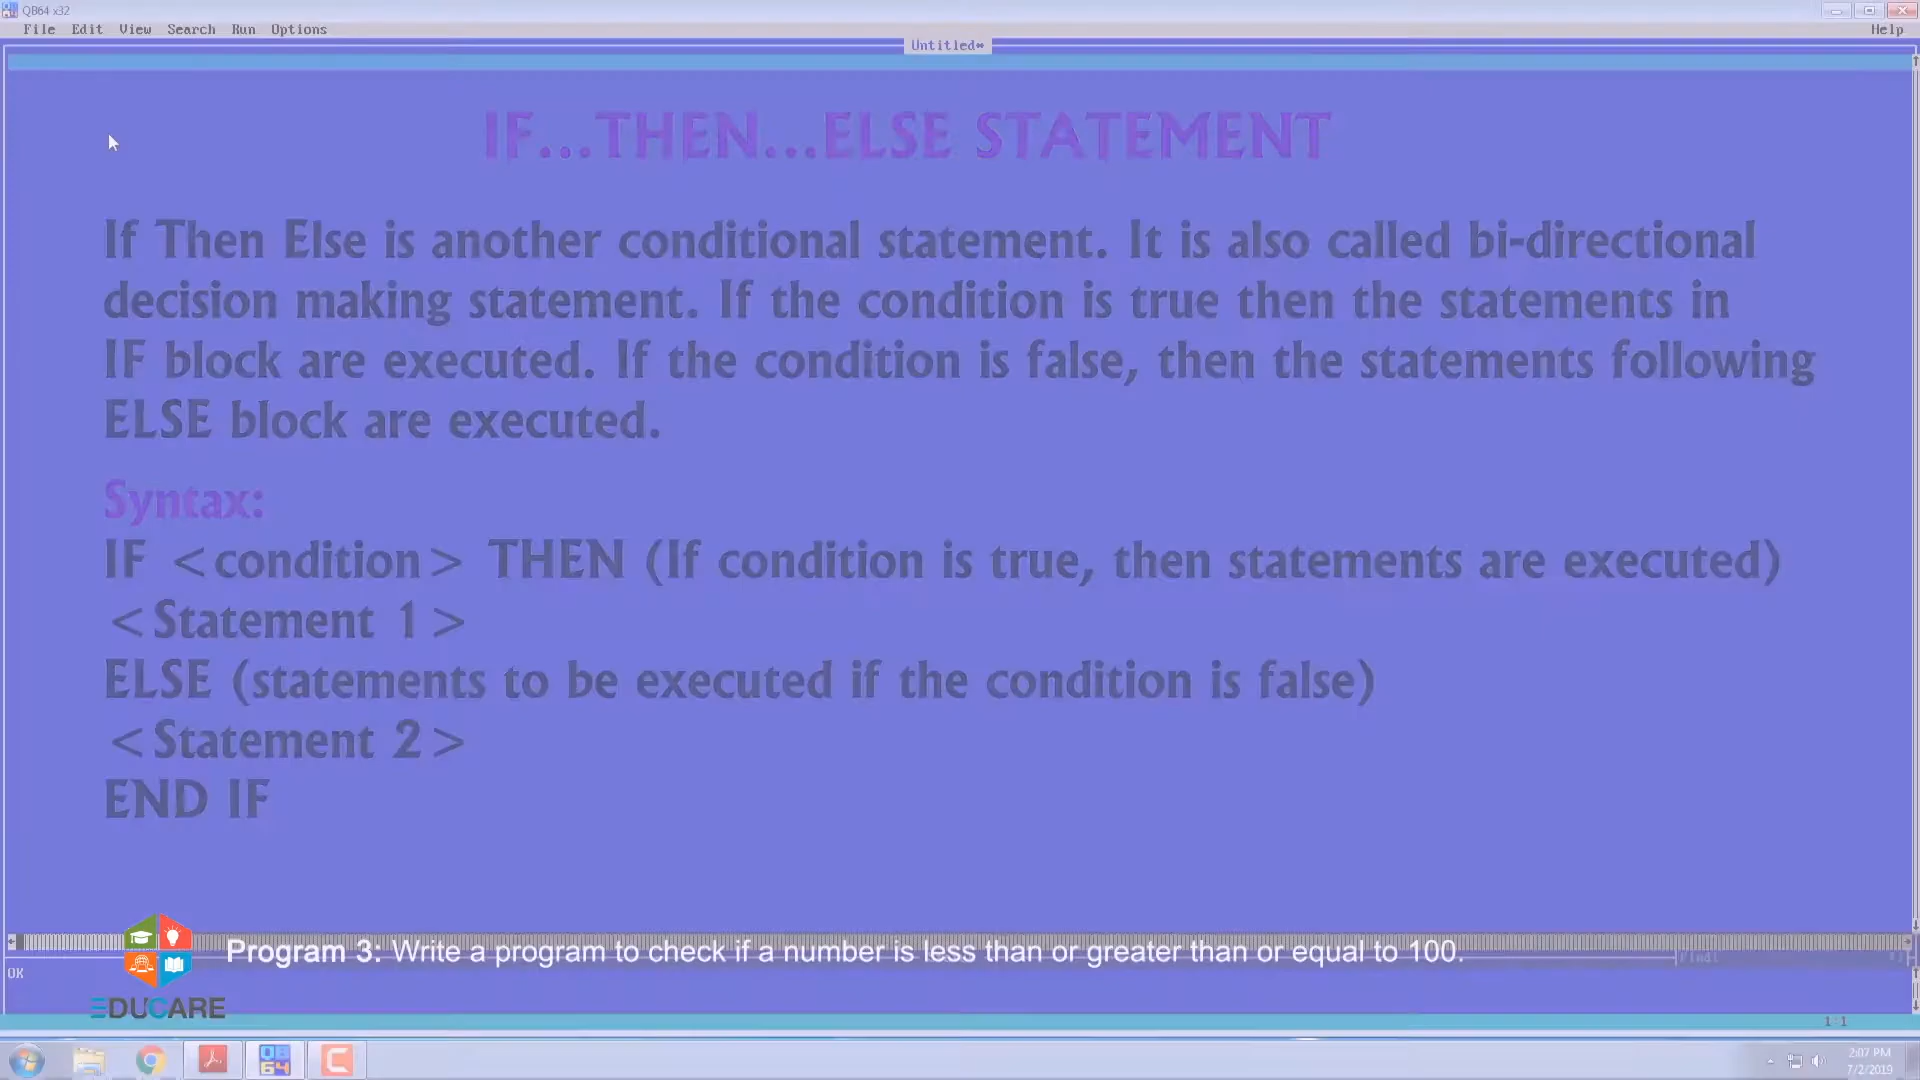 QB64 x32
File Edit View Search Run Options Help
Untitled*
IF...THEN...ELSE STATEMENT
If Then Else is another conditional statement. It is also called bi-directional
decision making statement. If the condition is true then the statements in
IF block are executed. If the condition is false, then the statements following
ELSE block are executed.
Syntax:
IF <condition> THEN (If condition is true, then statements are executed)
<Statement 1>
ELSE (statements to be executed if the condition is false)
<Statement 2>
END IF
Program 3: Write a program to check if a number is less than or greater than or equal to 100.
OK
EDUCARE
1:1
2:07 PM
7/2/2019